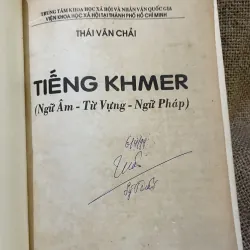 TRUNG TÂM KHOA HỌC XÃ HỘI VÀ NHÂN VĂN QUỐC GIA
VIỆN KHOA HỌC XÃ HỘI TẠI THÀNH PHỐ HỒ CHÍ MINH
THÁI VĂN CHẢI
TIẾNG KHMER
(Ngữ Âm - Từ Vựng - Ngữ Pháp)